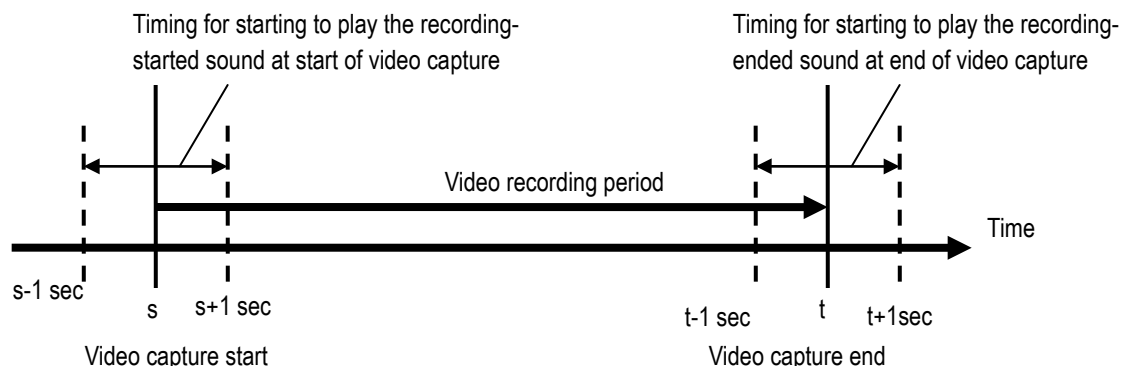 Timing for starting to play the recording-
started sound at start of video capture
Timing for starting to play the recording-
ended sound at end of video capture
Video recording period
Time
s-1 sec
s
s+1 sec
t-1 sec
t
t+1sec
Video capture start
Video capture end